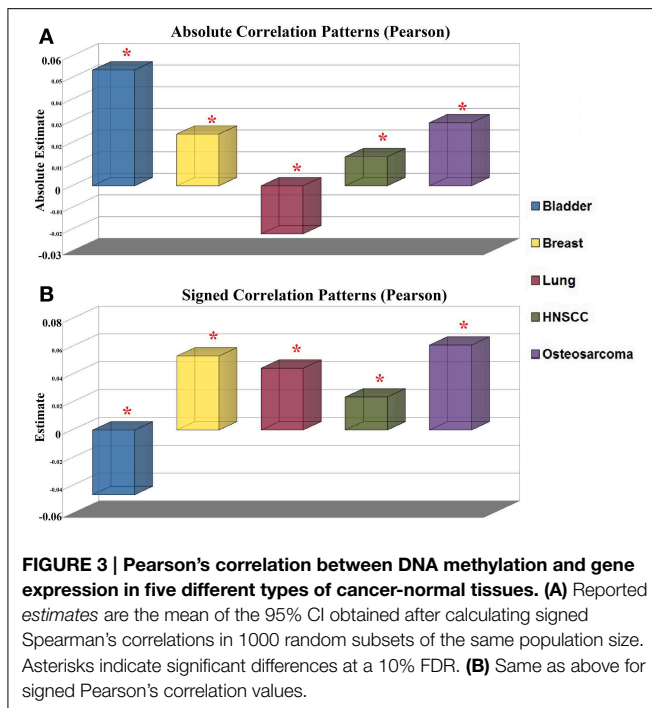 A
Absolute Correlation Patterns (Pearson)
Absolute Estimate
0.06
0.05
0.04
0.03
0.02
0.01
0
-0.01
-0.02
-0.03
*
*
*
*
*
B
Signed Correlation Patterns (Pearson)
Estimate
0.08
0.06
0.04
0.02
0
-0.02
-0.04
-0.06
*
*
*
*
*
Bladder
Breast
Lung
HNSCC
Osteosarcoma
FIGURE 3 | Pearson's correlation between DNA methylation and gene
expression in five different types of cancer-normal tissues. (A) Reported
estimates are the mean of the 95% CI obtained after calculating signed
Spearman's correlations in 1000 random subsets of the same population size.
Asterisks indicate significant differences at a 10% FDR. (B) Same as above for
signed Pearson's correlation values.